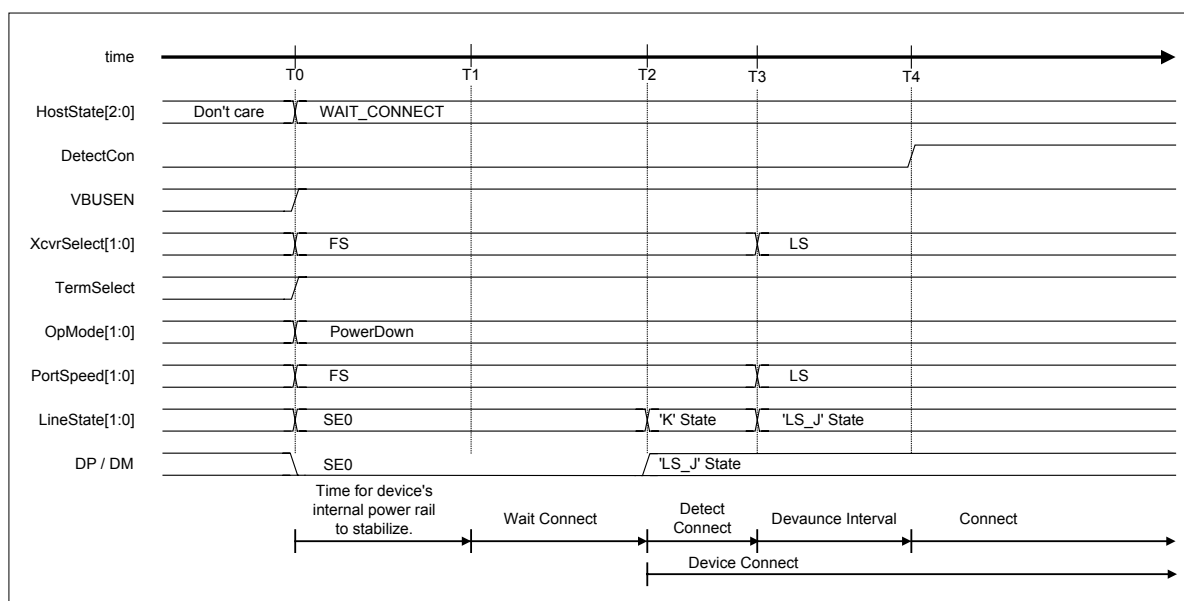 time
T0 T1 T2 T3 T4
HostState[2:0] Don't care WAIT_CONNECT
DetectCon
VBUSEN
XcvrSelect[1:0] FS LS
TermSelect
OpMode[1:0] PowerDown
PortSpeed[1:0] FS LS
LineState[1:0] SE0 'K' State 'LS_J' State
DP / DM SE0 'LS_J' State
Time for device's
internal power rail
to stabilize.
Wait Connect
Detect
Connect
Devaunce Interval
Connect
Device Connect